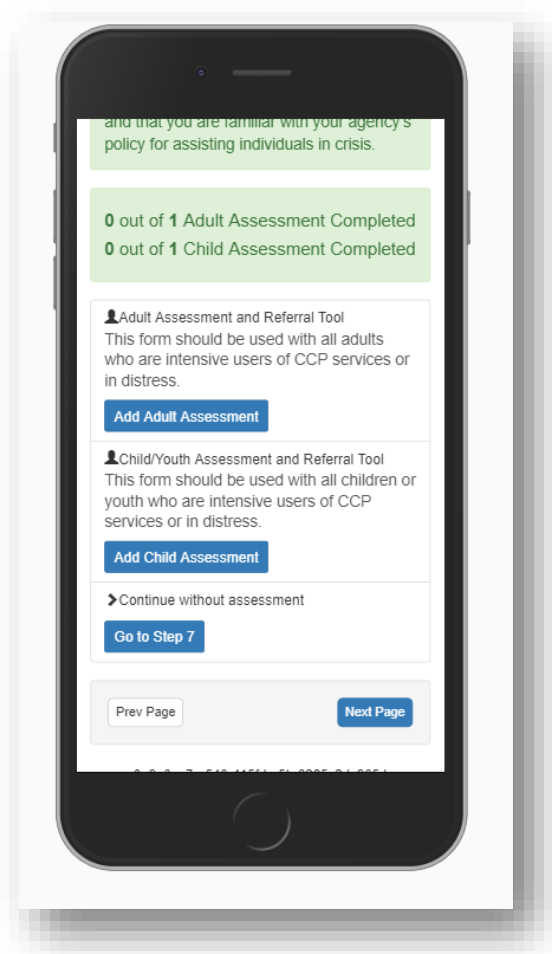 and that you are familiar with your agency's
policy for assisting individuals in crisis.
0 out of 1 Adult Assessment Completed
0 out of 1 Child Assessment Completed
Adult Assessment and Referral Tool
This form should be used with all adults
who are intensive users of CCP services or
in distress.
Add Adult Assessment
Child/Youth Assessment and Referral Tool
This form should be used with all children or
youth who are intensive users of CCP
services or in distress.
Add Child Assessment
Continue without assessment
Go to Step 7
Prev Page
Next Page